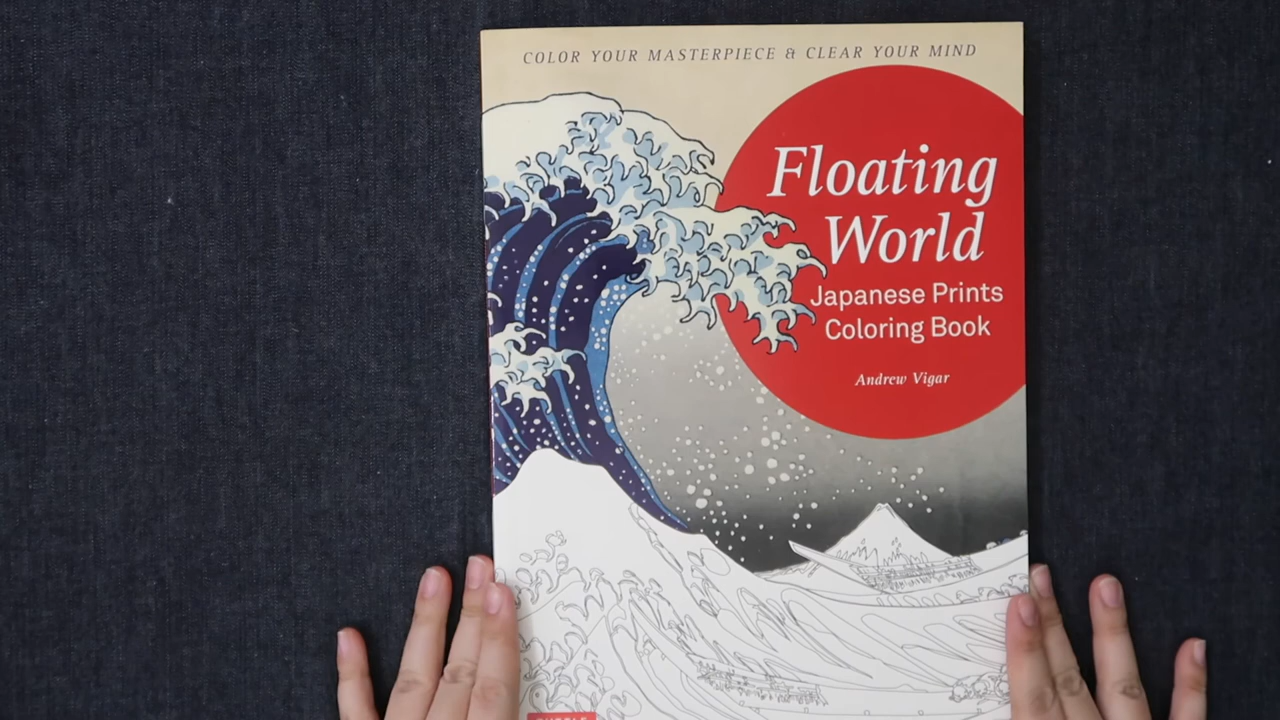 COLOR YOUR MASTERPIECE & CLEAR YOUR MIND
Floating
World
Japanese Prints
Coloring Book
Andrew Vigar